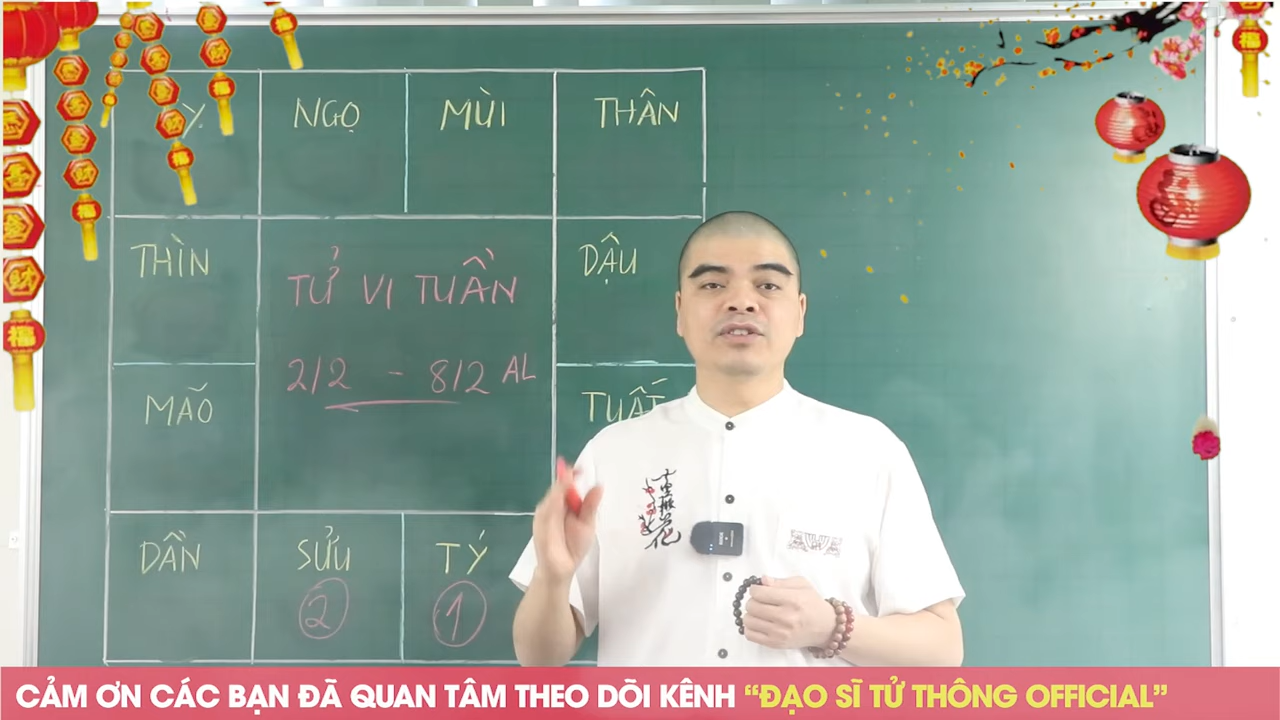 NGỌ MÙI THÂN
THÌN DẬU
TỬ VI TUẦN
2/2 - 8/2 AL
MÃO
DẦN SỬU TÝ
2 1
CẢM ƠN CÁC BẠN ĐÃ QUAN TÂM THEO DÕI KÊNH “ĐẠO SĨ TỬ THÔNG OFFICIAL”